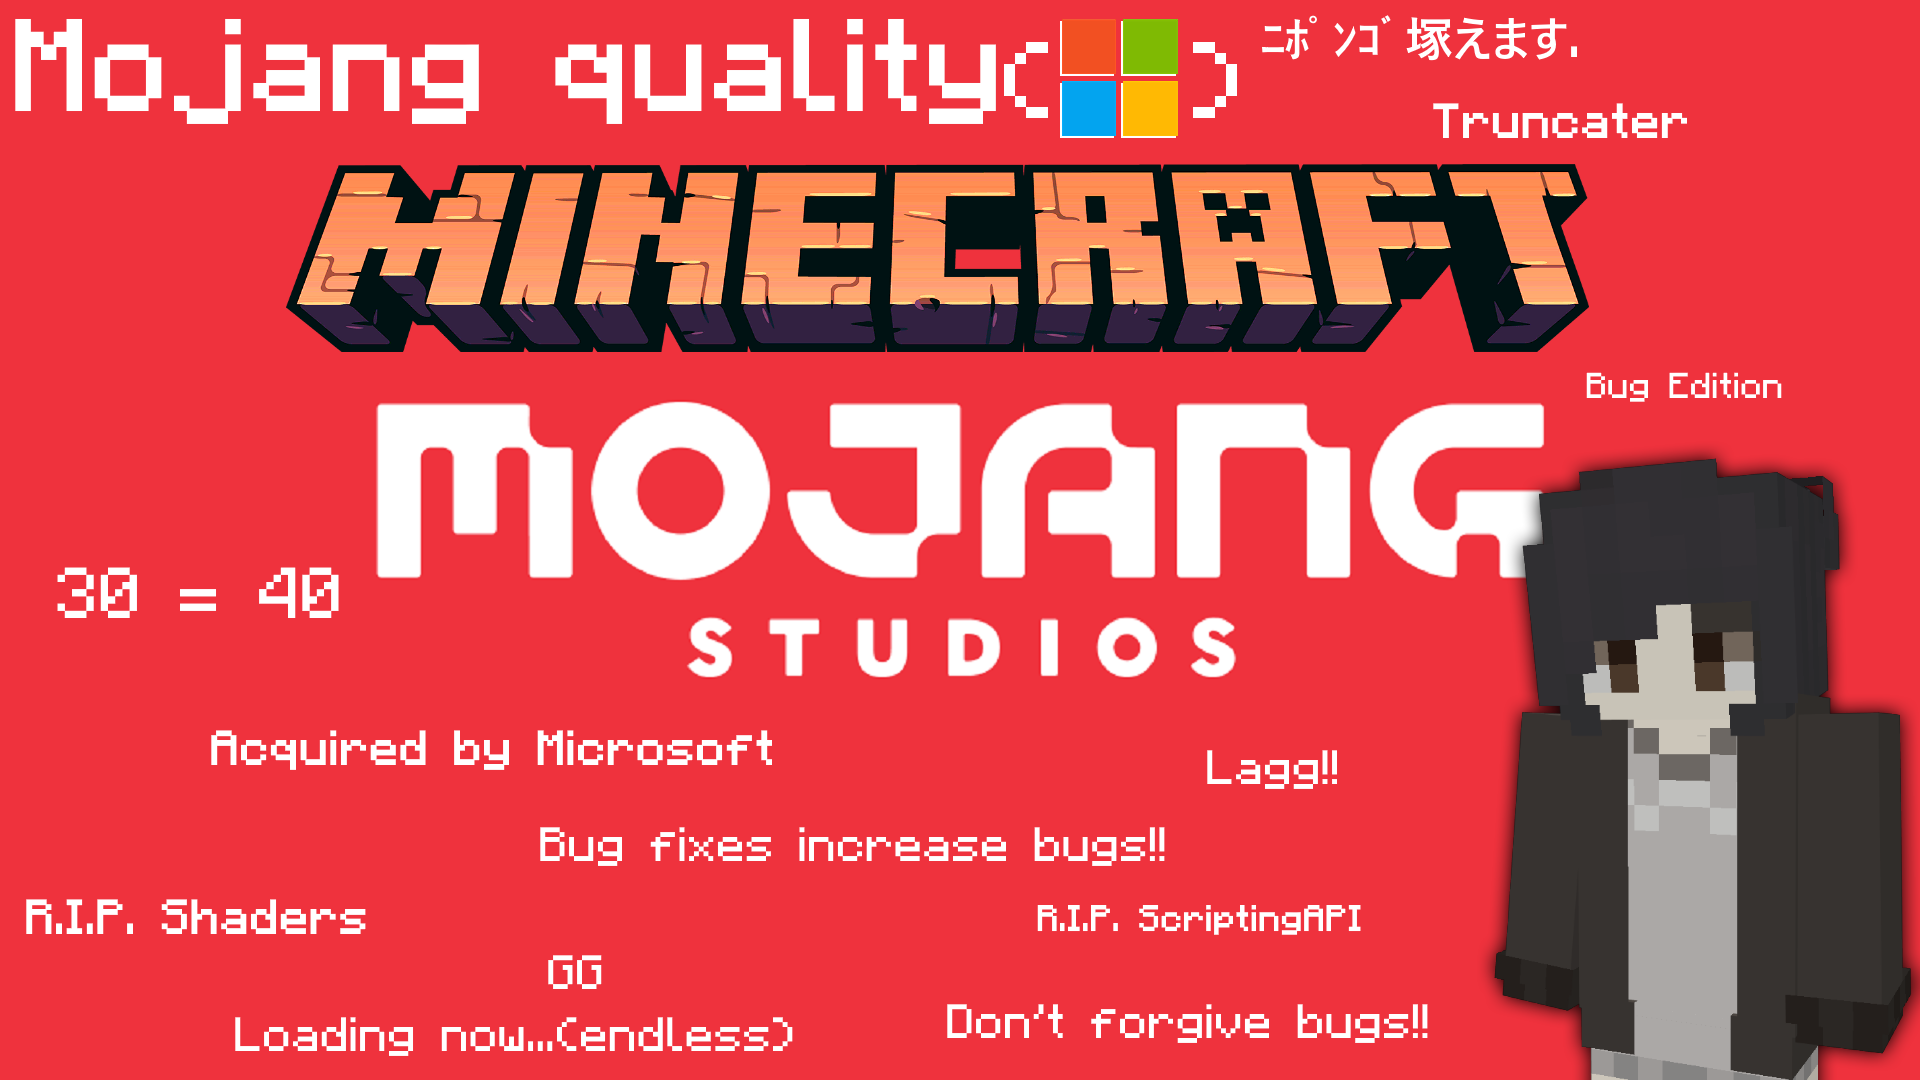 Mojang quality( )
ﾆﾎﾟﾝｺﾞ塚えます.
Truncater
MINECRAFT
Bug Edition
MOJANG
STUDIOS
30 = 40
Acquired by Microsoft
Lagg!!
Bug fixes increase bugs!!
R.I.P. Shaders
R.I.P. ScriptingAPI
GG
Don't forgive bugs!!
Loading now...(endless)